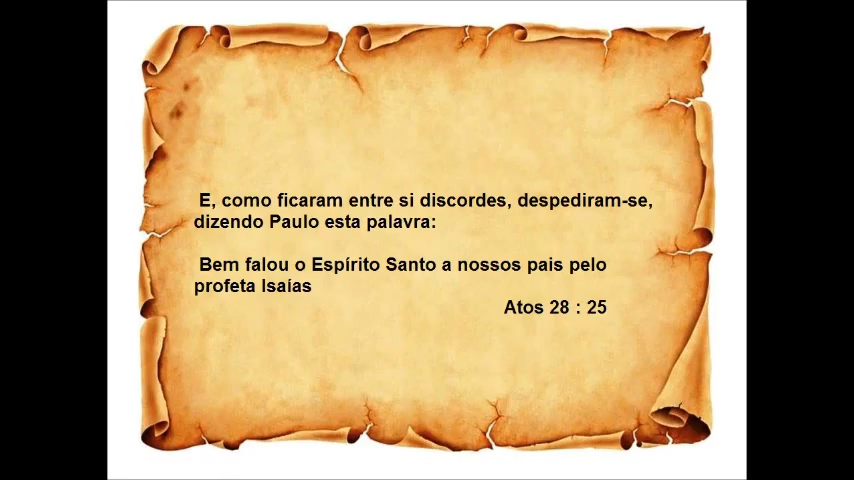 E, como ficaram entre si discordes, despediram-se,
dizendo Paulo esta palavra:
Bem falou o Espírito Santo a nossos pais pelo
profeta Isaías
Atos 28 : 25